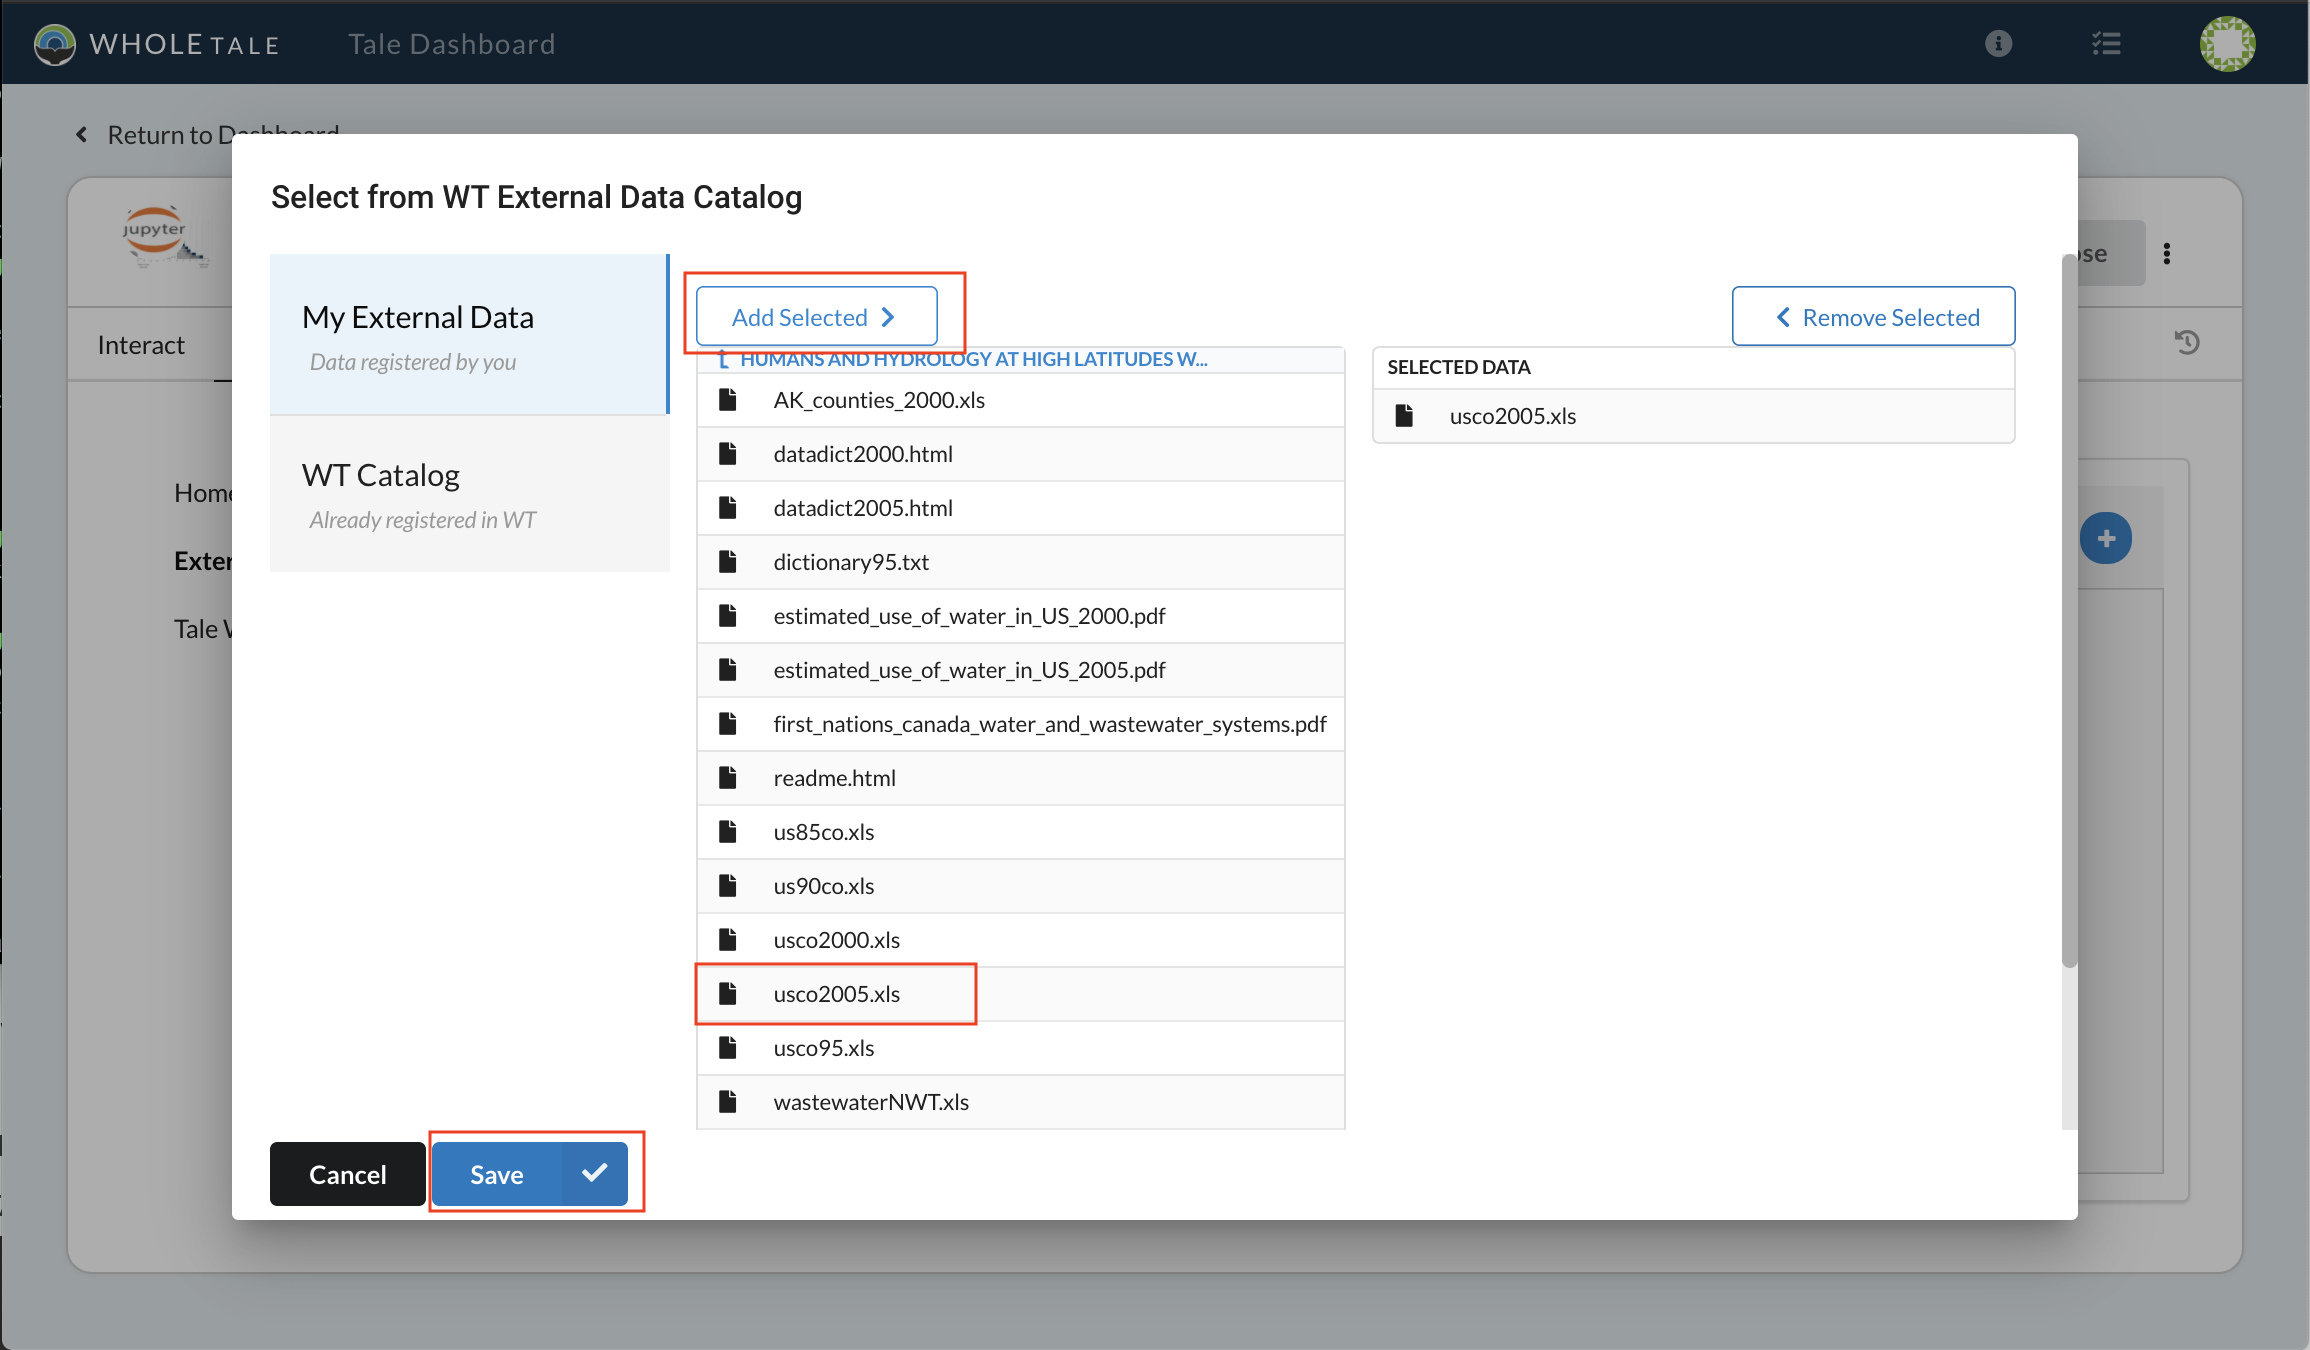 WHOLE TALE
Tale Dashboard
Return to Dashboard
Select from WT External Data Catalog
jupyter
Interact
My External Data
Data registered by you
WT Catalog
Already registered in WT
Add Selected
Remove Selected
HUMANS AND HYDROLOGY AT HIGH LATITUDES W...
AK_counties_2000.xls
datadict2000.html
datadict2005.html
dictionary95.txt
estimated_use_of_water_in_US_2000.pdf
estimated_use_of_water_in_US_2005.pdf
first_nations_canada_water_and_wastewater_systems.pdf
readme.html
us85co.xls
us90co.xls
usco2000.xls
usco2005.xls
usco95.xls
wastewaterNWT.xls
SELECTED DATA
usco2005.xls
Home
Exter
Tale
Cancel
Save